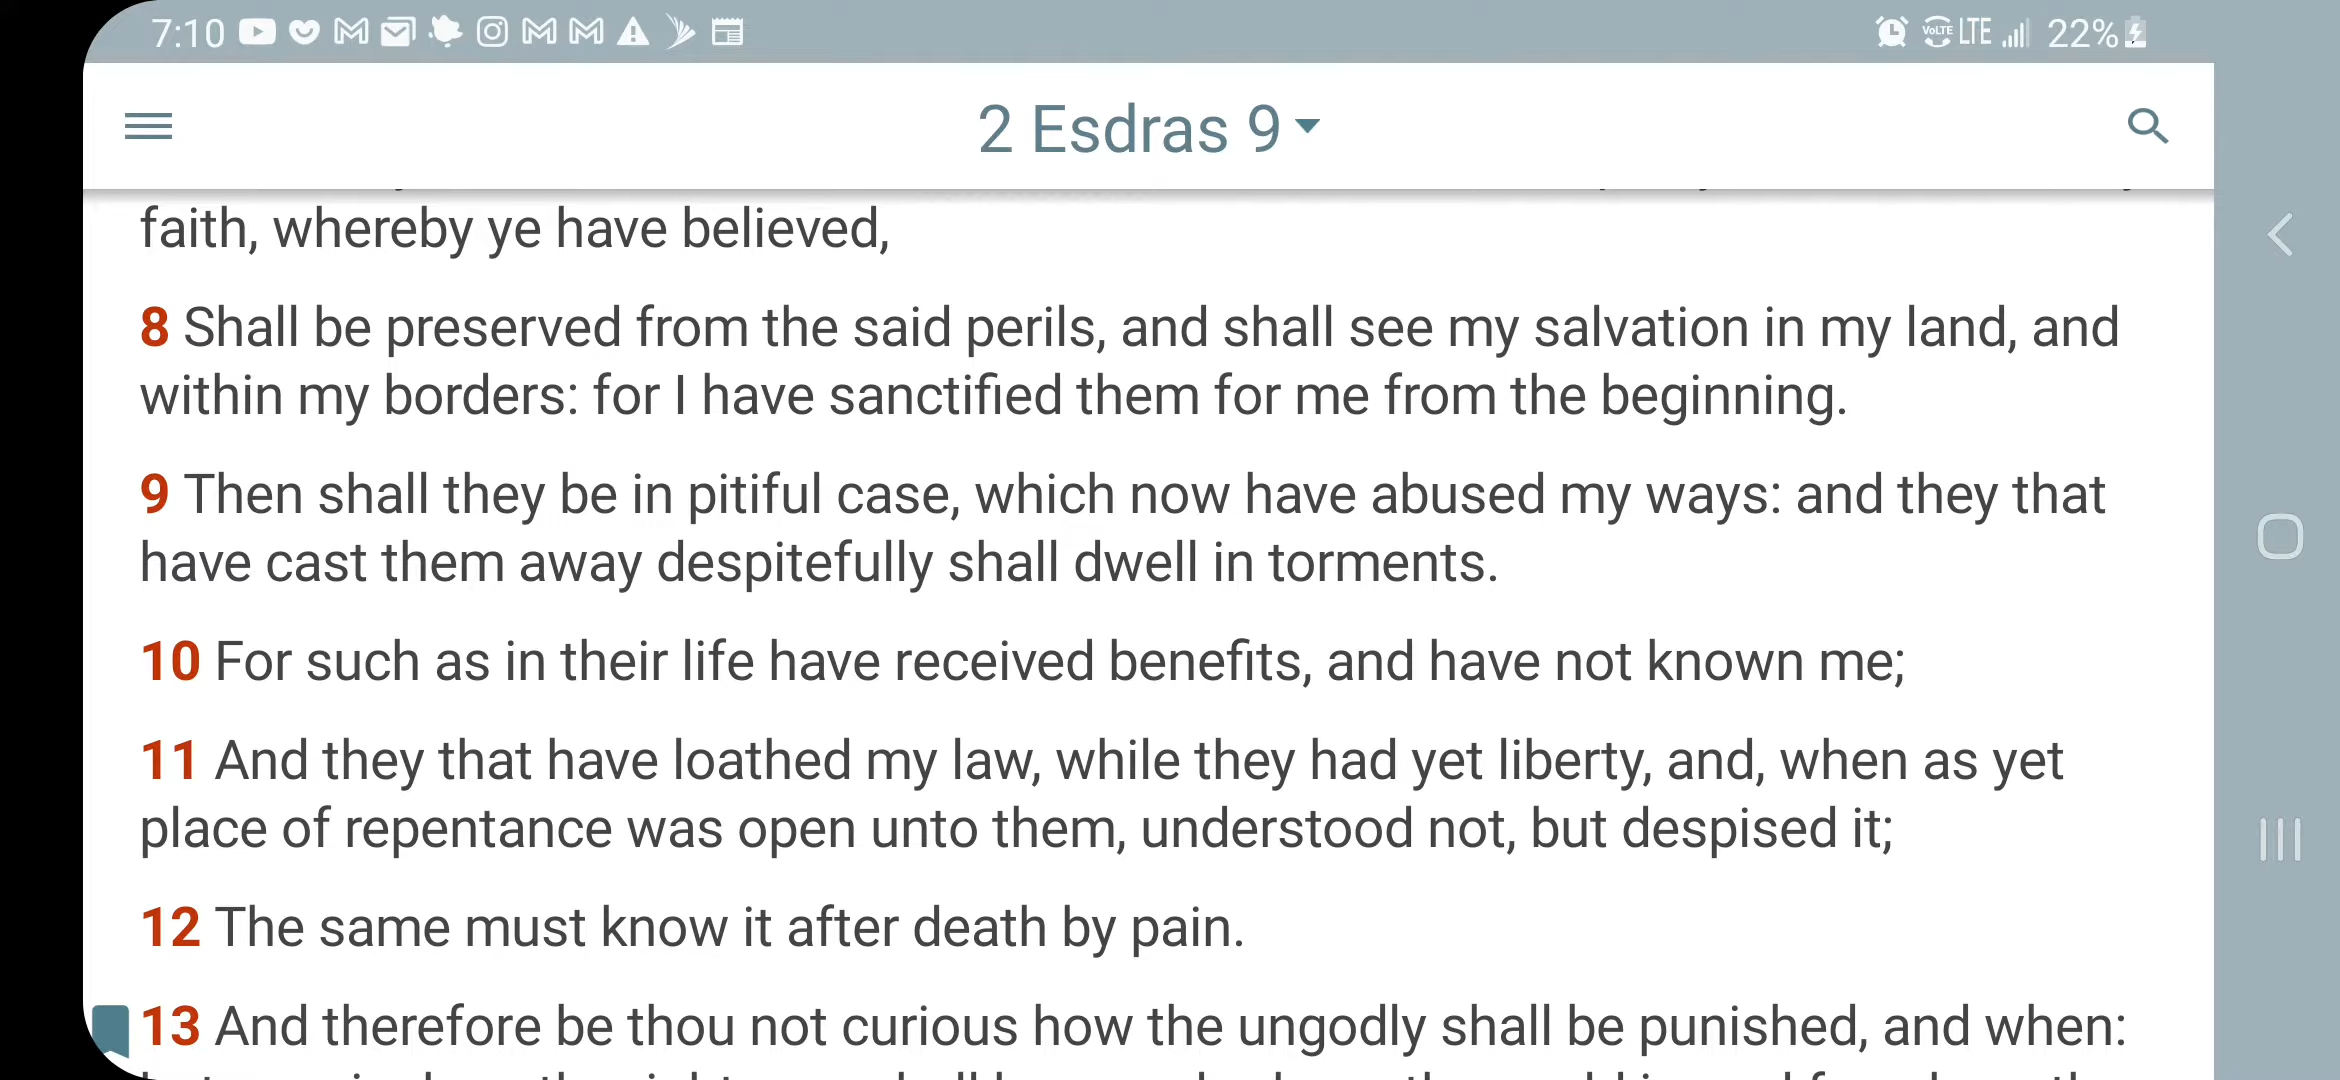 7:10 VoLTE LTE 22%
2 Esdras 9
faith, whereby ye have believed,
8 Shall be preserved from the said perils, and shall see my salvation in my land, and
within my borders: for I have sanctified them for me from the beginning.
9 Then shall they be in pitiful case, which now have abused my ways: and they that
have cast them away despitefully shall dwell in torments.
10 For such as in their life have received benefits, and have not known me;
11 And they that have loathed my law, while they had yet liberty, and, when as yet
place of repentance was open unto them, understood not, but despised it;
12 The same must know it after death by pain.
13 And therefore be thou not curious how the ungodly shall be punished, and when: